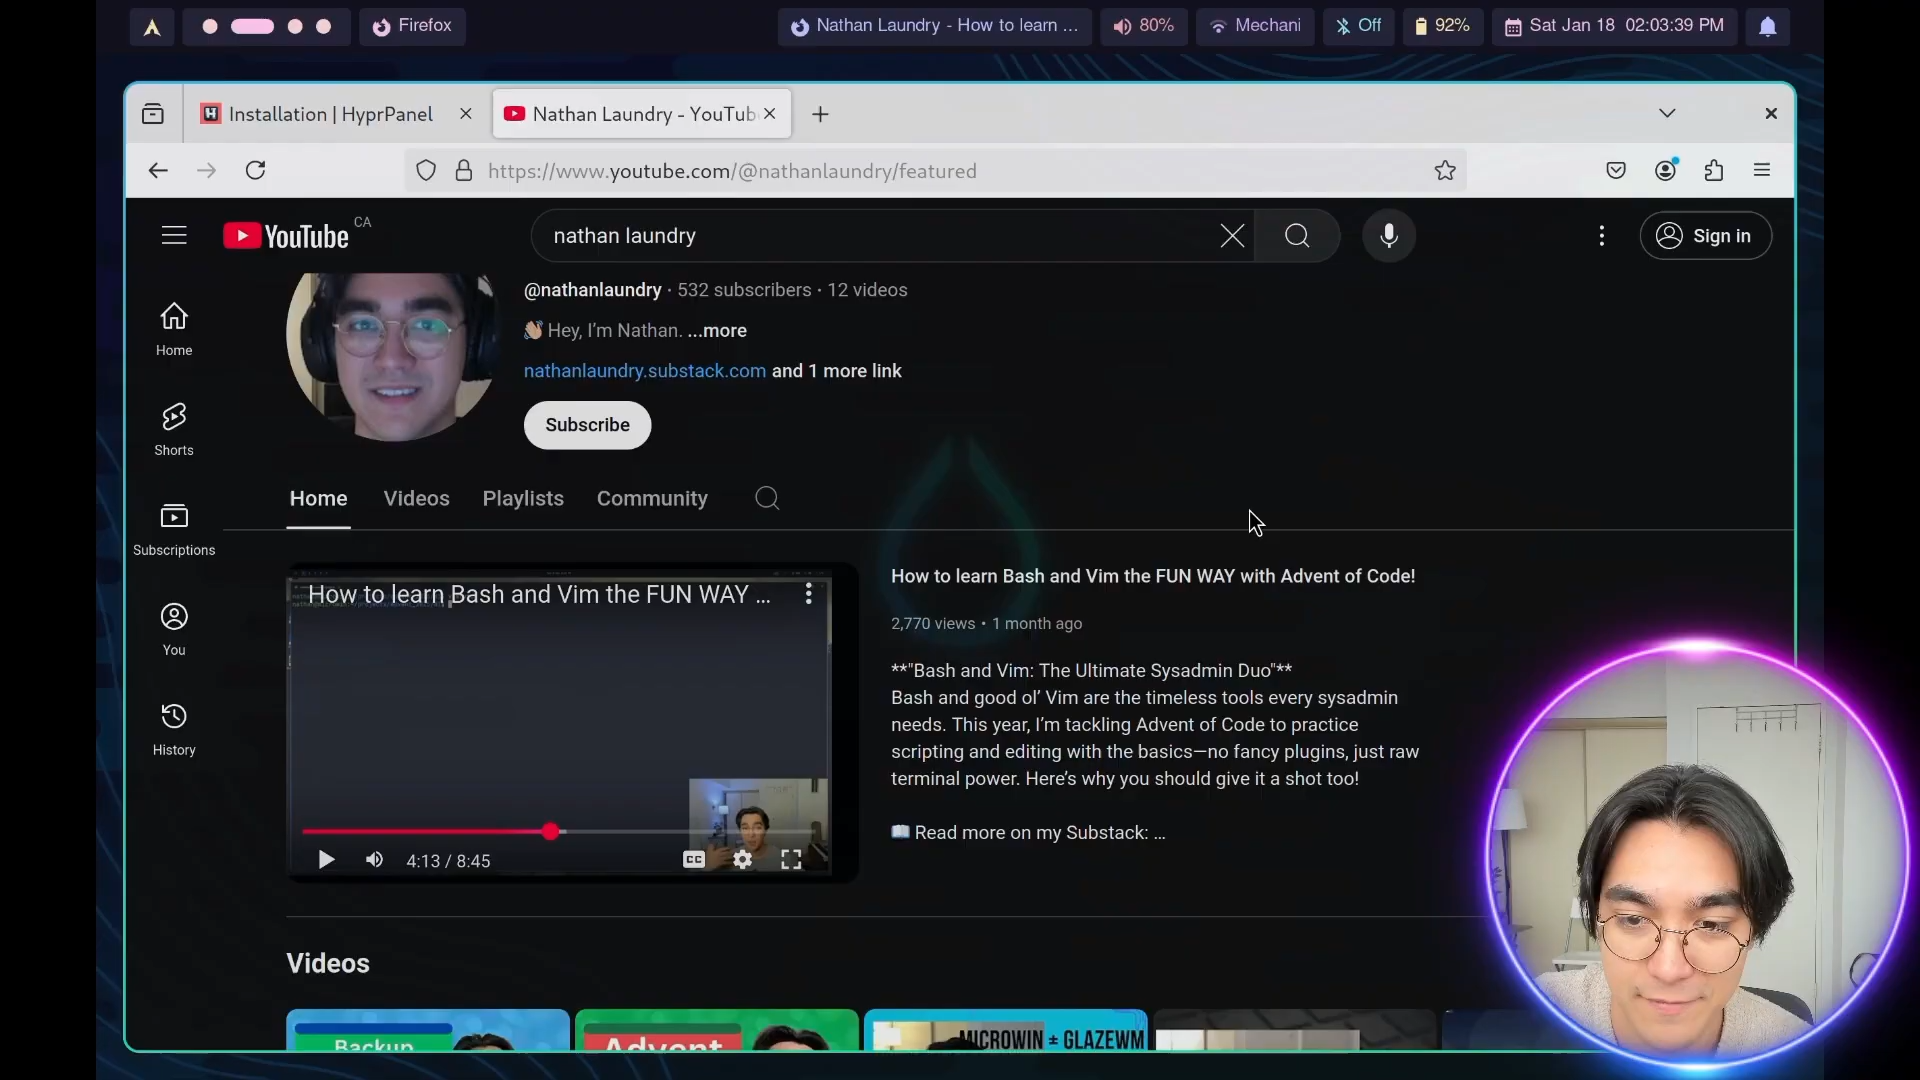 Firefox
Nathan Laundry - How to learn ...
80%
Mechani
Off
92%
Sat Jan 18 02:03:39 PM
Installation | HyprPanel
Nathan Laundry - YouTub
https://www.youtube.com/@nathanlaundry/featured
YouTube CA
nathan laundry
Sign in
@nathanlaundry · 532 subscribers · 12 videos
👋🏼 Hey, I’m Nathan. ...more
nathanlaundry.substack.com and 1 more link
Subscribe
Home
Shorts
Subscriptions
You
History
Home
Videos
Playlists
Community
How to learn Bash and Vim the FUN WAY ...
CC
4:13 / 8:45
How to learn Bash and Vim the FUN WAY with Advent of Code!
2,770 views • 1 month ago
**"Bash and Vim: The Ultimate Sysadmin Duo"**
Bash and good ol’ Vim are the timeless tools every sysadmin
needs. This year, I’m tackling Advent of Code to practice
scripting and editing with the basics—no fancy plugins, just raw
terminal power. Here’s why you should give it a shot too!
📖 Read more on my Substack: ...
Videos
Backup
Advent
MICROWIN ± GLAZEWM